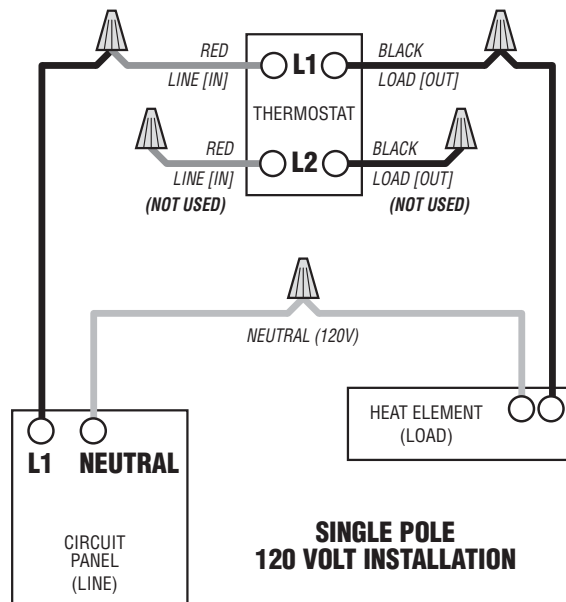 RED
L1
BLACK
LINE [IN]
LOAD [OUT]
THERMOSTAT
RED
L2
BLACK
LINE [IN]
LOAD [OUT]
(NOT USED)
(NOT USED)
NEUTRAL (120V)
HEAT ELEMENT
(LOAD)
L1
NEUTRAL
CIRCUIT
PANEL
(LINE)
SINGLE POLE
120 VOLT INSTALLATION